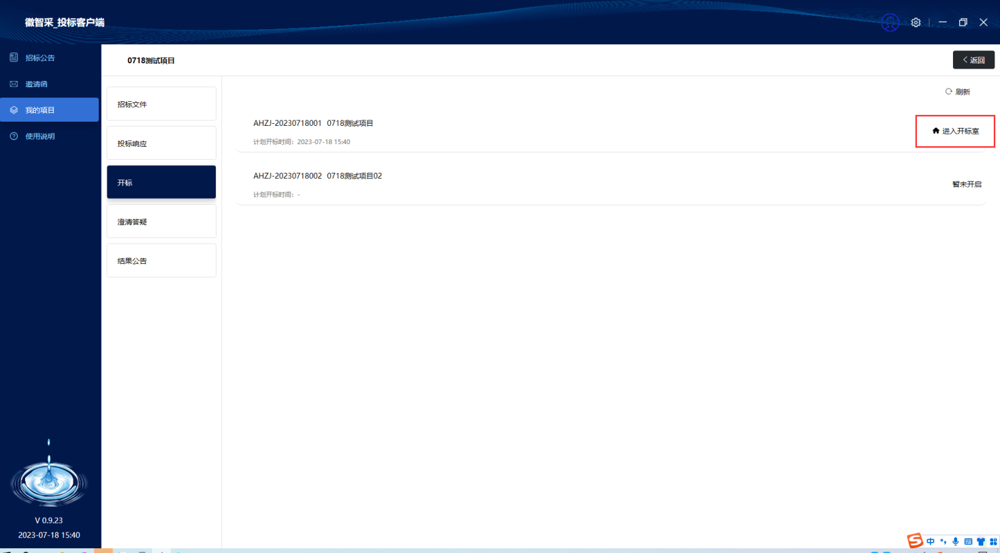 徽智采_投标客户端
招标公告
邀请函
我的项目
使用说明
V 0.9.23
2023-07-18 15:40
0718测试项目
返回
招标文件
投标响应
开标
澄清答疑
结果公告
刷新
AHZJ-20230718001 0718测试项目
计划开标时间：2023-07-18 15:40
进入开标室
AHZJ-20230718002 0718测试项目02
计划开标时间：-
暂未开启
S 中